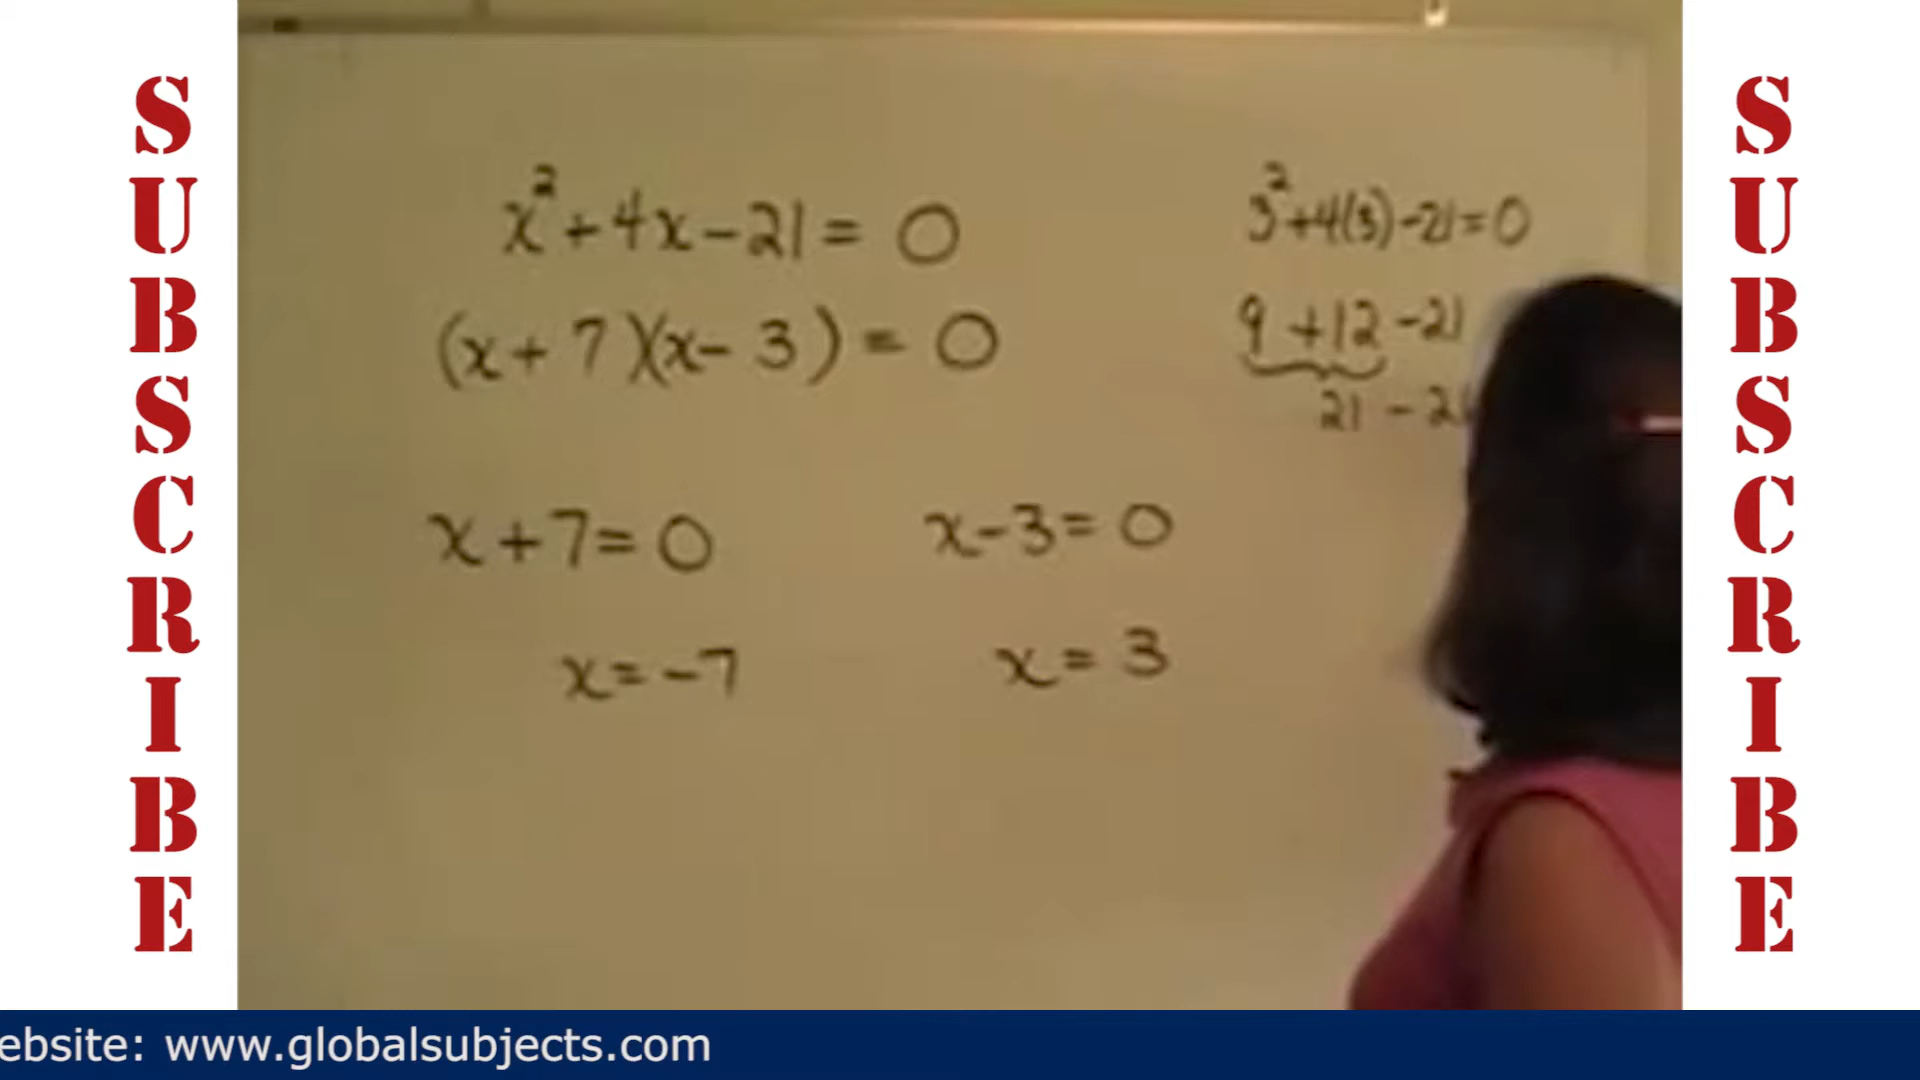 SUBSCRIBE
x² + 4x - 21 = 0
(x + 7)(x - 3) = 0
x + 7 = 0
x - 3 = 0
x = -7
x = 3
3² + 4(3) - 21 = 0
9 + 12 - 21
21 - 2
SUBSCRIBE
ebsite: www.globalsubjects.com